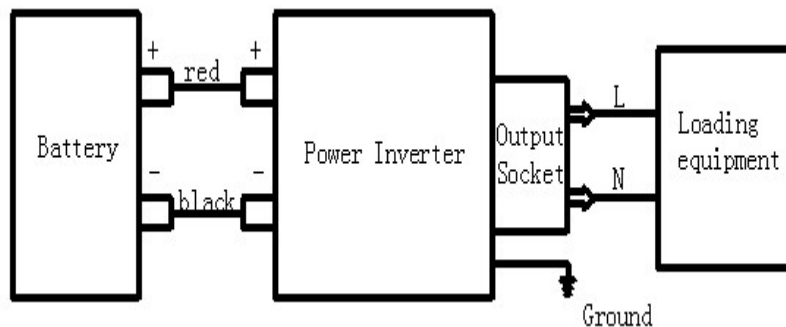 +
red
+
Battery
-
black
-
Power Inverter
Output
Socket
L
N
Loading
equipment
Ground